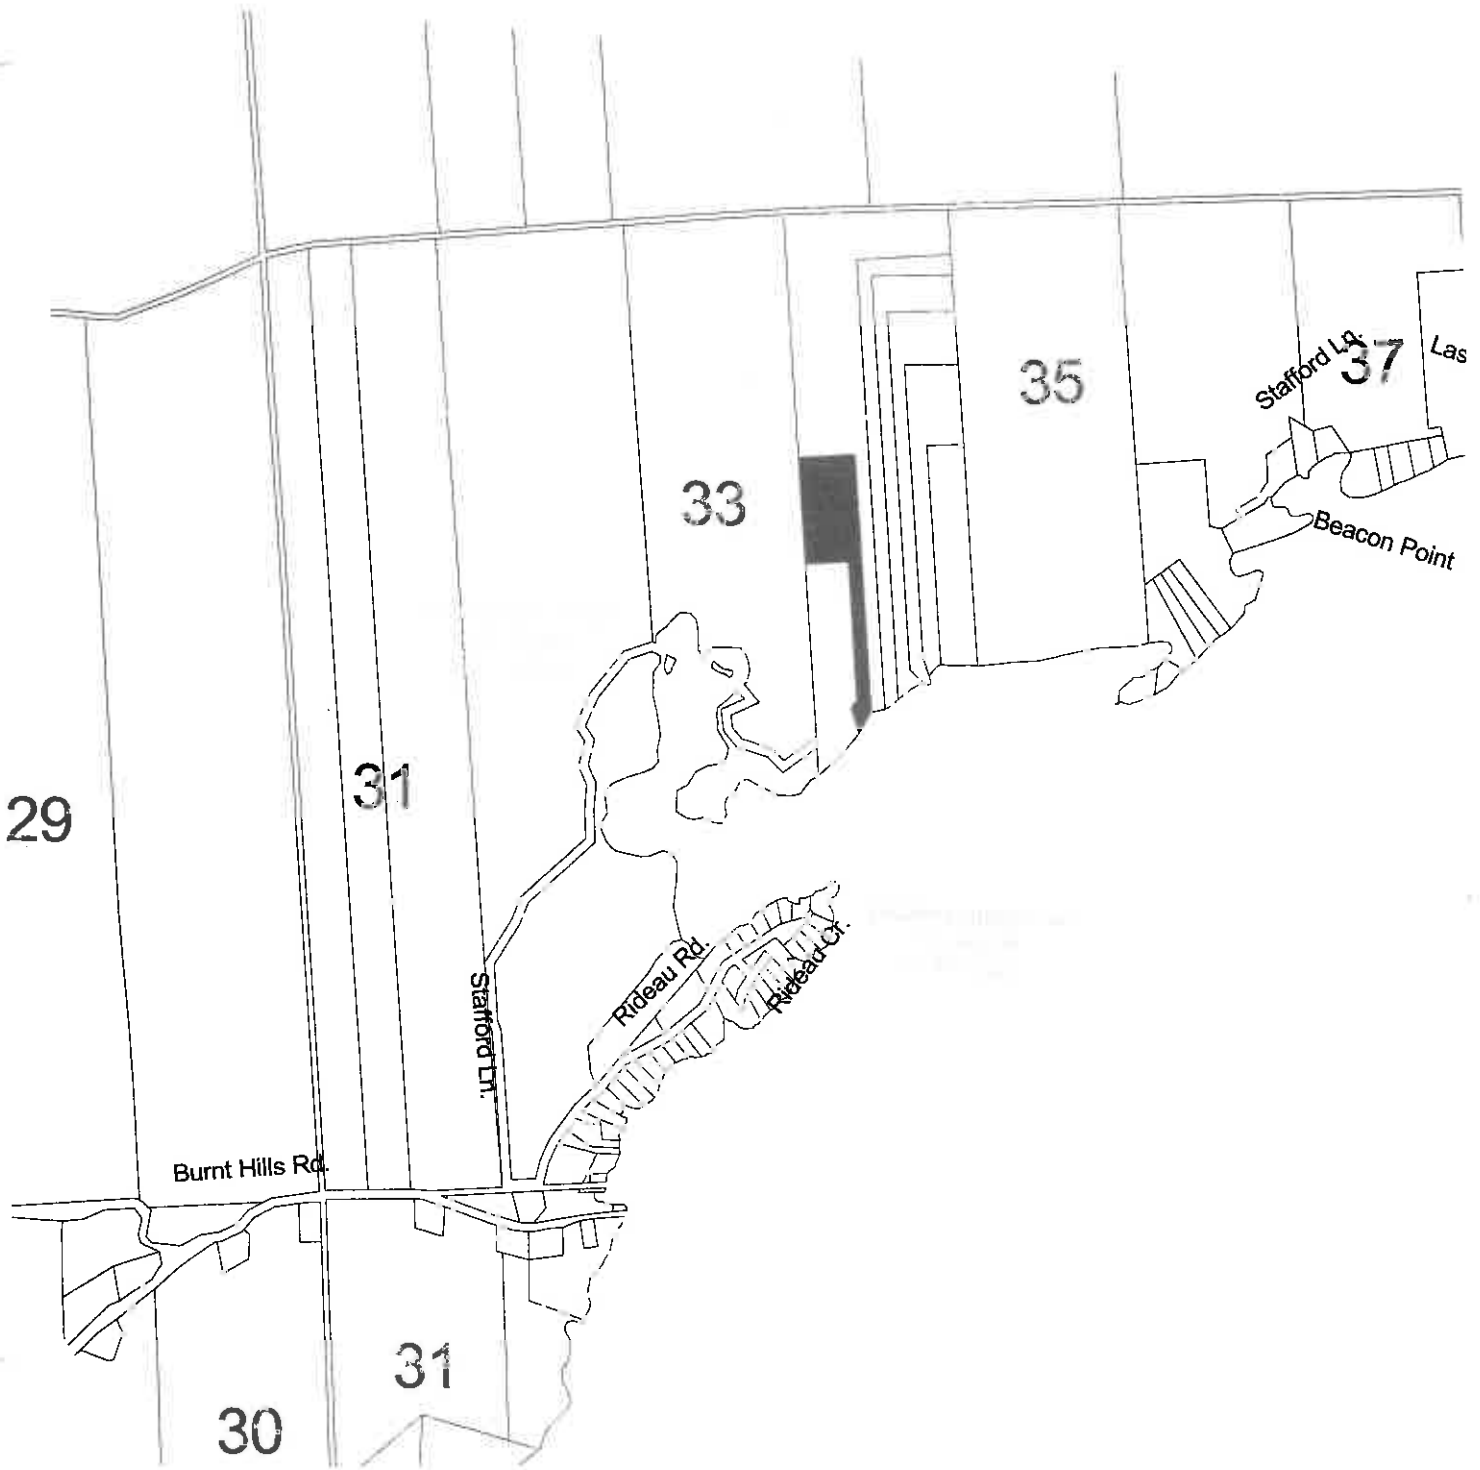 Stafford Ln.
37
Las
35
33
Beacon Point
31
29
Rideau Rd.
Rideau Cr.
Stafford Ln.
Burnt Hills Rd.
31
30